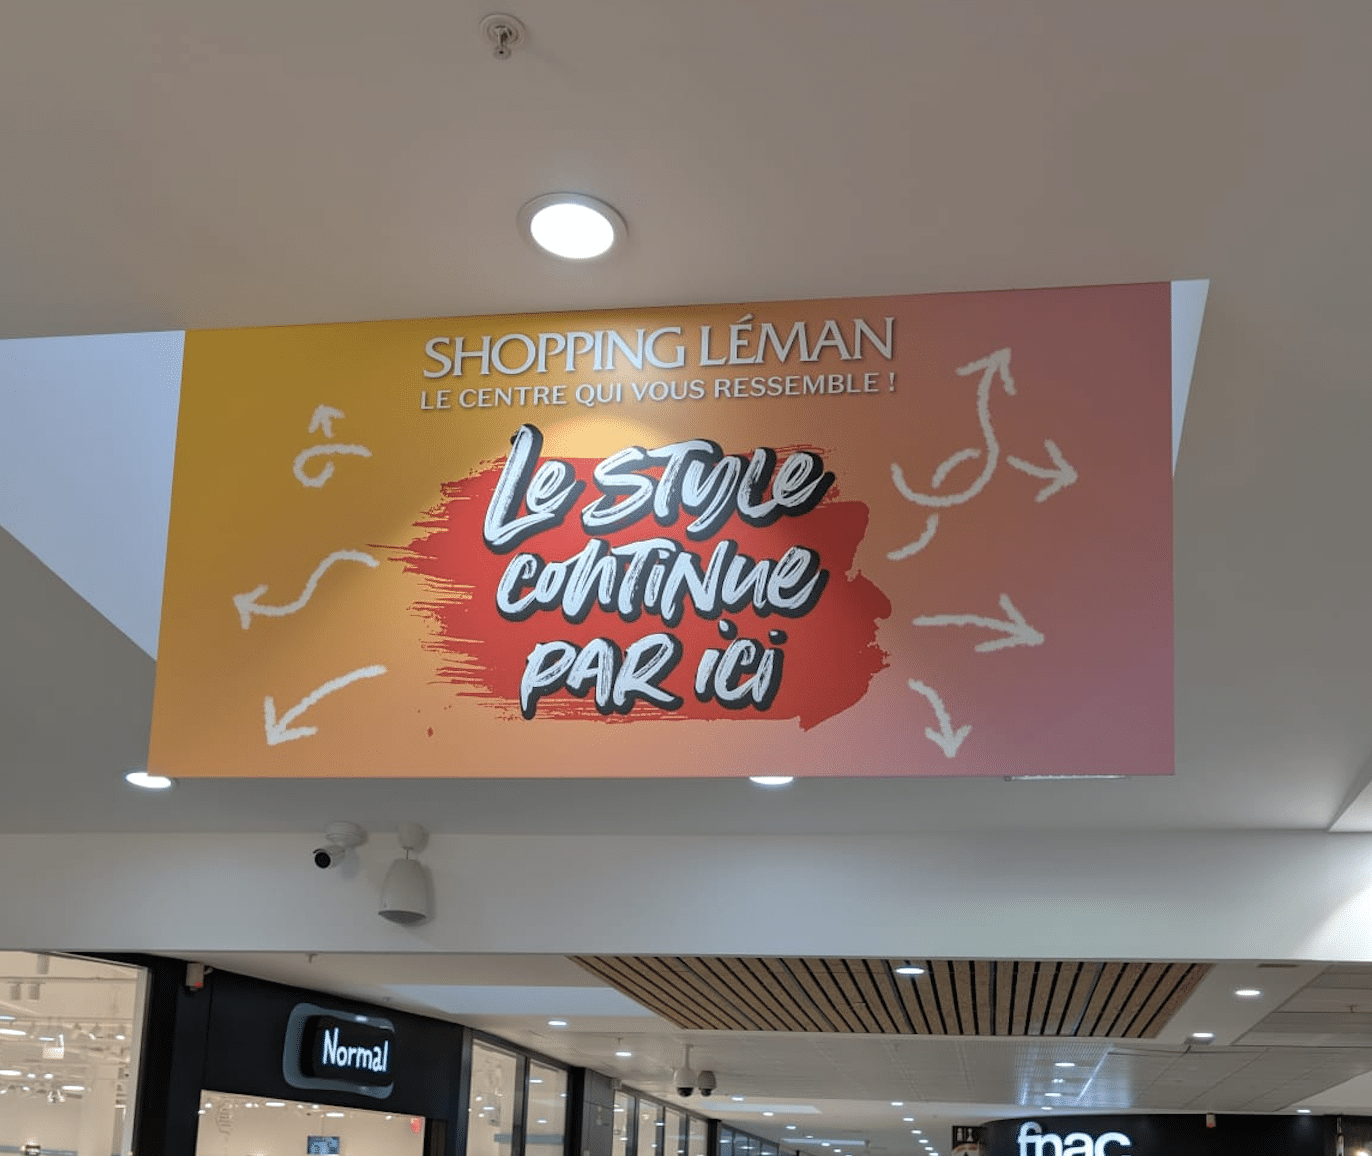 SHOPPING LÉMAN
LE CENTRE QUI VOUS RESSEMBLE !
Le STYLe
coNTiNue
PAR iCi
Normal
fnac